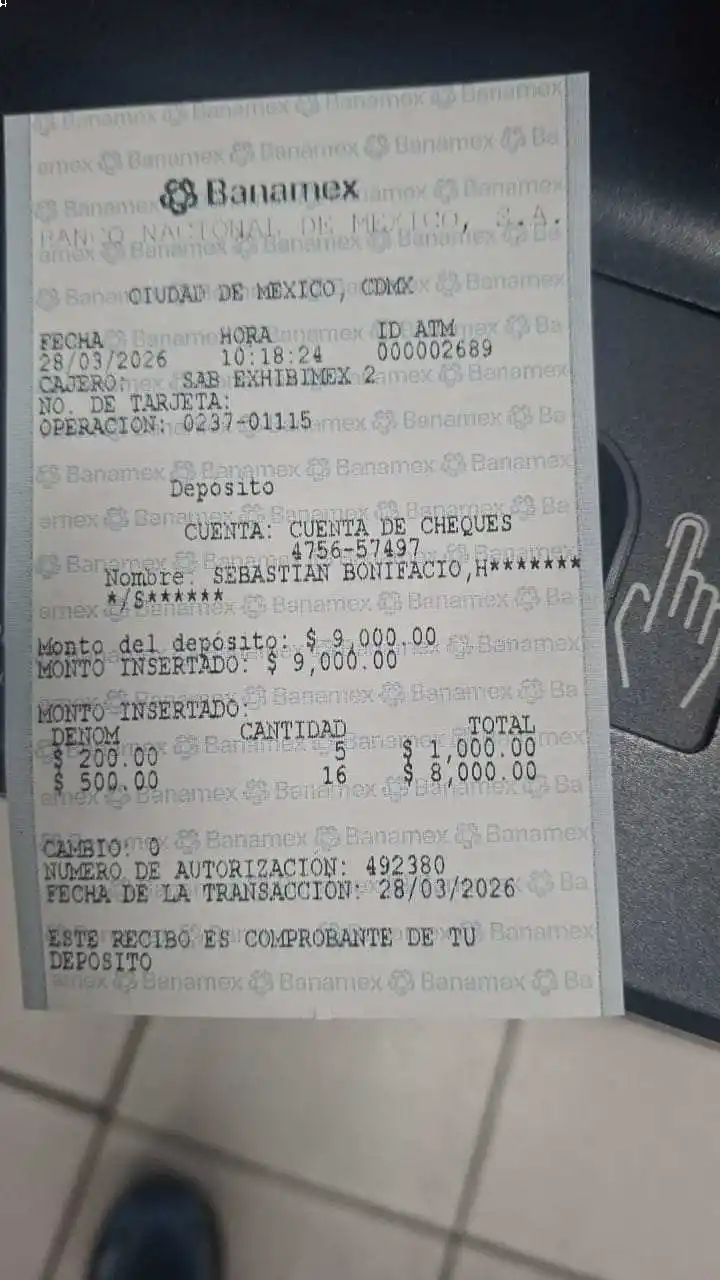 Banamex
BANCO NACIONAL DE MEXICO, S.A.
CIUDAD DE MEXICO, CDMX
FECHA HORA ID ATM
28/03/2026 10:18:24 000002689
CAJERO: SAB EXHIBIMEX 2
NO. DE TARJETA:
OPERACION: 0237-01115
Depósito
CUENTA: CUENTA DE CHEQUES
4756-57497
Nombre: SEBASTIAN BONIFACIO,H*******
*/S******
Monto del depósito: $ 9,000.00
MONTO INSERTADO: $ 9,000.00
MONTO INSERTADO:
DENOM CANTIDAD TOTAL
$ 200.00 5 $ 1,000.00
$ 500.00 16 $ 8,000.00
CAMBIO: 0
NUMERO DE AUTORIZACIÓN: 492380
FECHA DE LA TRANSACCION: 28/03/2026
ESTE RECIBO ES COMPROBANTE DE TU
DEPOSITO